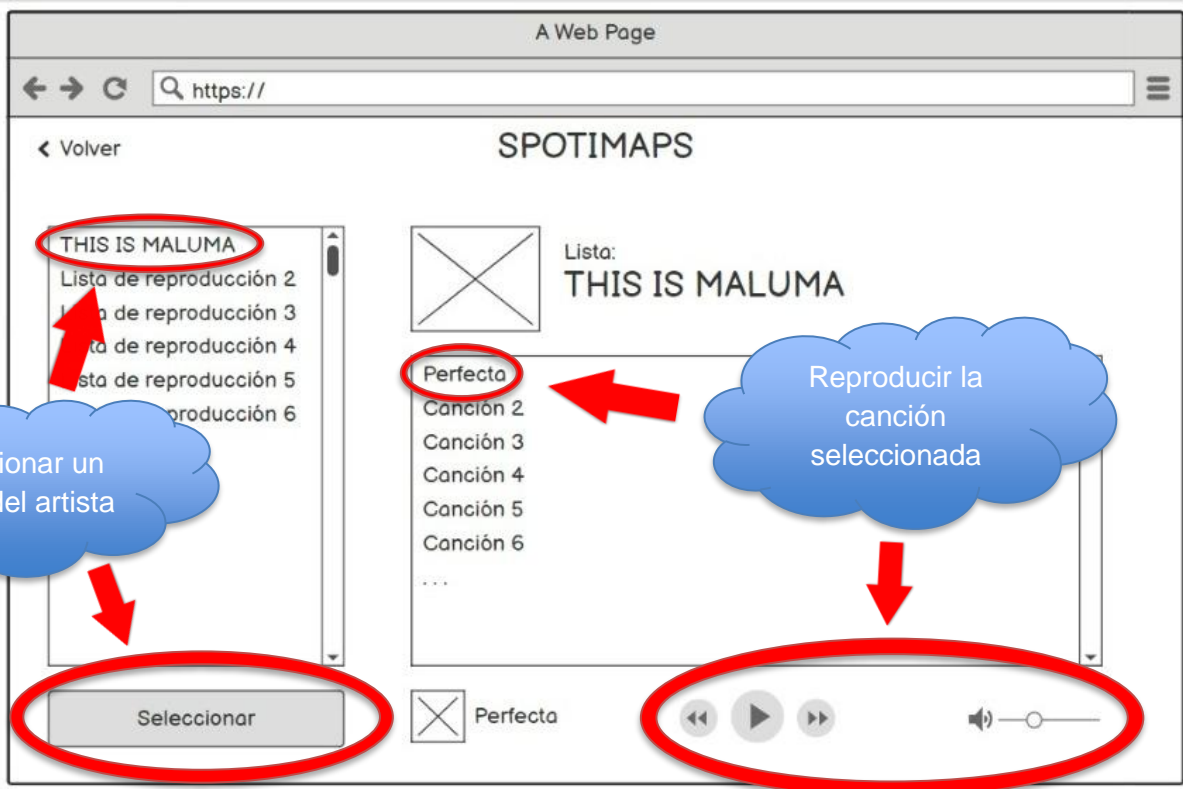 A Web Page
https://
Volver
SPOTIMAPS
THIS IS MALUMA
Lista de reproducción 2
de reproducción 3
de reproducción 4
de reproducción 5
6
Lista:
THIS IS MALUMA
Perfecta
Canción 2
Canción 3
Canción 4
Canción 5
Canción 6
...
Reproducir la
canción
seleccionada
un
del artista
Seleccionar
Perfecta